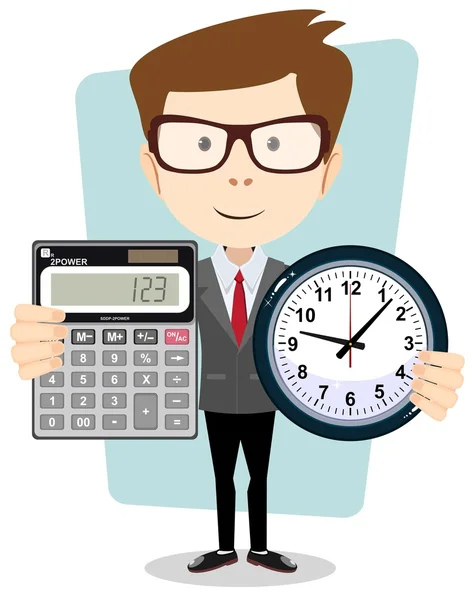 R R
2POWER
123
SDDP-2POWER
M- M+ +/- ON/AC
7 8 9 % →
4 5 6 X ÷
1 2 3 + -
0 00 · =
12
11 1
10 2
9 3
8 4
7 5
6